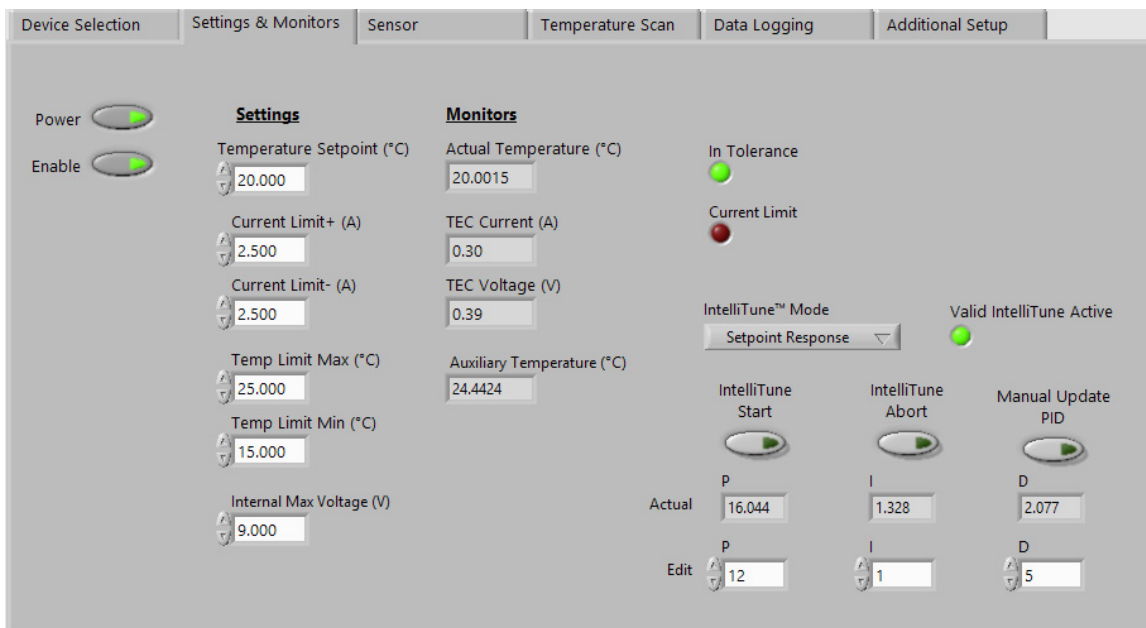 Device Selection
Settings & Monitors
Sensor
Temperature Scan
Data Logging
Additional Setup
Power
Enable
Settings
Temperature Setpoint (°C)
20.000
Current Limit+ (A)
2.500
Current Limit- (A)
2.500
Temp Limit Max (°C)
25.000
Temp Limit Min (°C)
15.000
Internal Max Voltage (V)
9.000
Monitors
Actual Temperature (°C)
20.0015
TEC Current (A)
0.30
TEC Voltage (V)
0.39
Auxiliary Temperature (°C)
24.4424
In Tolerance
Current Limit
IntelliTune™ Mode
Setpoint Response
Valid IntelliTune Active
IntelliTune
Start
IntelliTune
Abort
Manual Update
PID
P I D
Actual 16.044 1.328 2.077
P I D
Edit 12 1 5